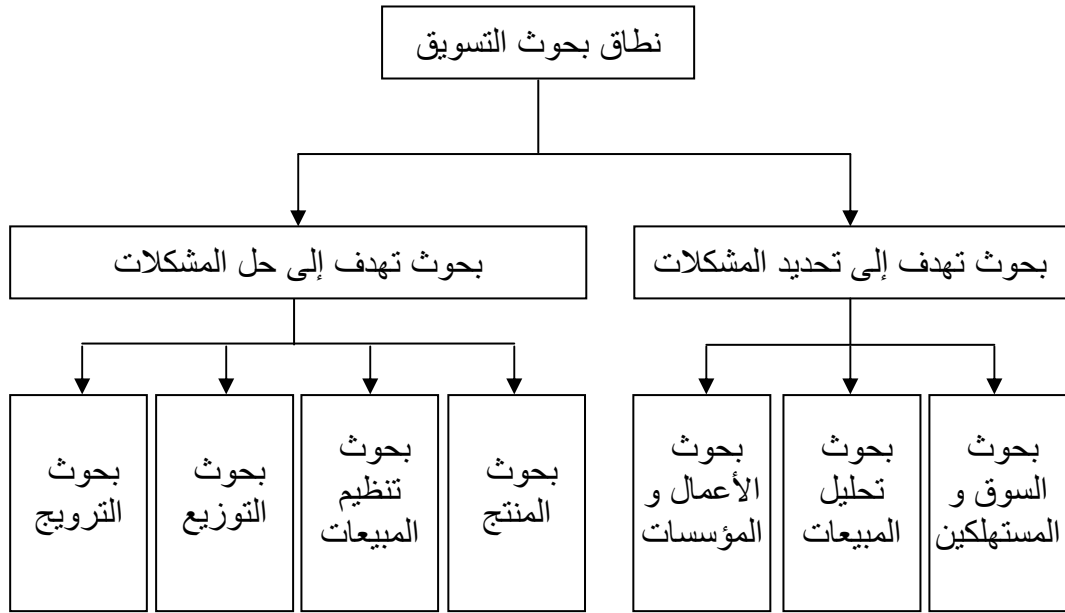 نطاق بحوث التسويق
بحوث تهدف إلى تحديد المشكلات
بحوث تهدف إلى حل المشكلات
بحوث
السوق و
المستهلكين
بحوث
تحليل
المبيعات
بحوث
الأعمال و
المؤسسات
بحوث
المنتج
بحوث
تنظيم
المبيعات
بحوث
التوزيع
بحوث
الترويج